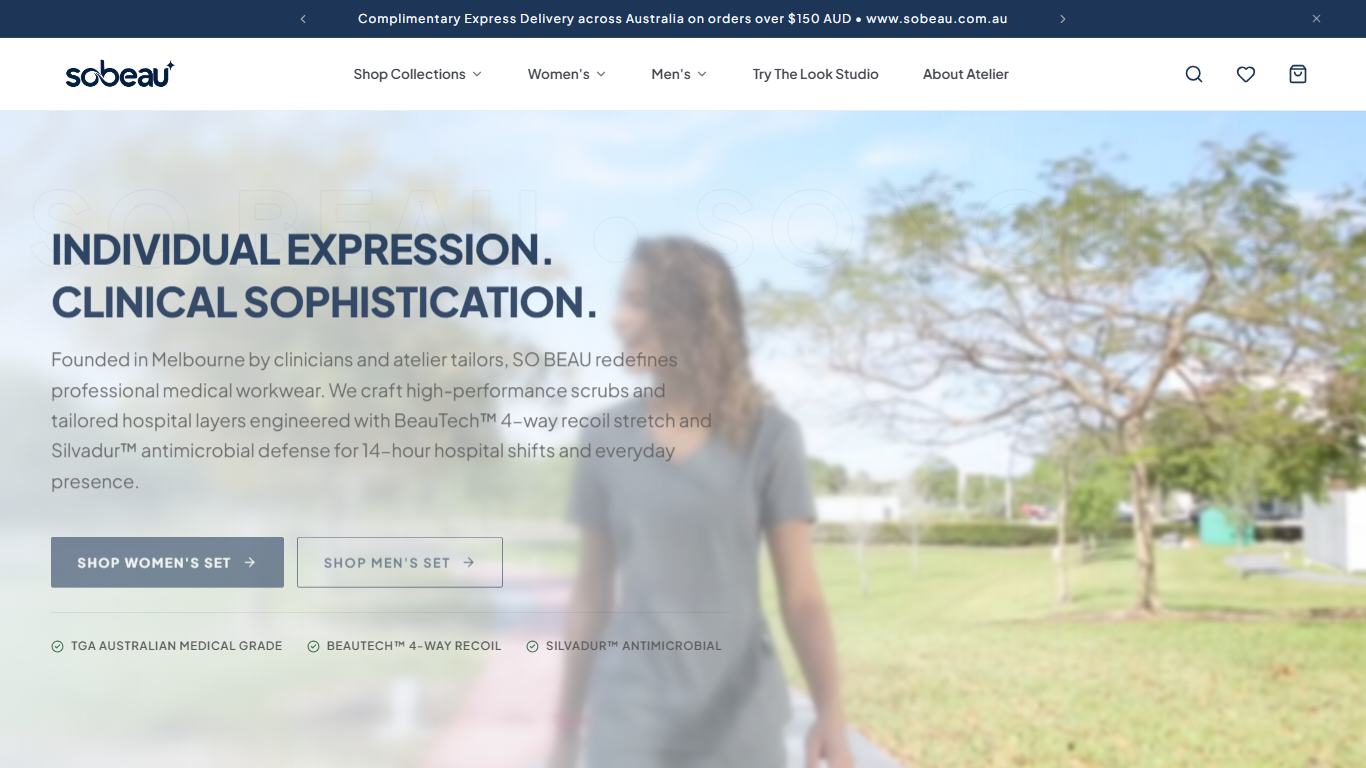 Complimentary Express Delivery across Australia on orders over $150 AUD • www.sobeau.com.au
sobeau
Shop Collections
Women's
Men's
Try The Look Studio
About Atelier
SO BEAU • SO
INDIVIDUAL EXPRESSION.
CLINICAL SOPHISTICATION.
Founded in Melbourne by clinicians and atelier tailors, SO BEAU redefines
professional medical workwear. We craft high-performance scrubs and
tailored hospital layers engineered with BeauTech™ 4-way recoil stretch and
Silvadur™ antimicrobial defense for 14-hour hospital shifts and everyday
presence.
SHOP WOMEN'S SET →
SHOP MEN'S SET →
TGA AUSTRALIAN MEDICAL GRADE
BEAUTECH™ 4-WAY RECOIL
SILVADUR™ ANTIMICROBIAL